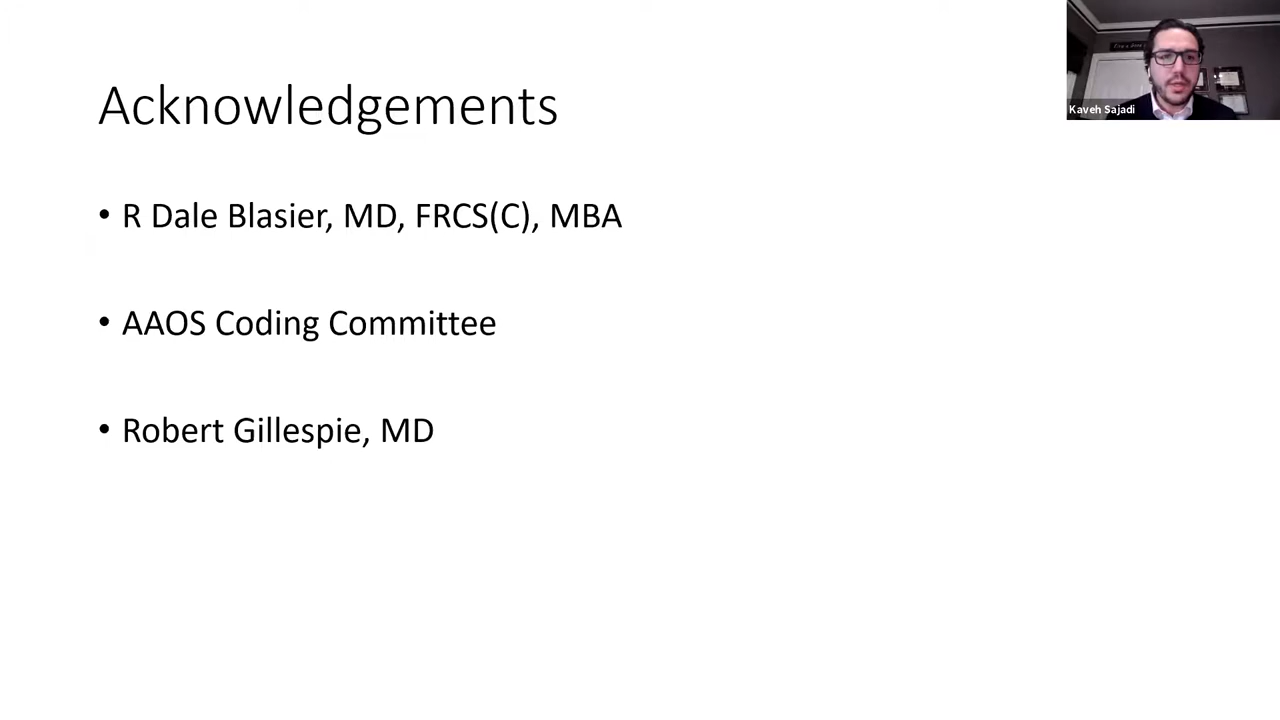 Acknowledgements
• R Dale Blasier, MD, FRCS(C), MBA
• AAOS Coding Committee
• Robert Gillespie, MD
Kaveh Sajadi